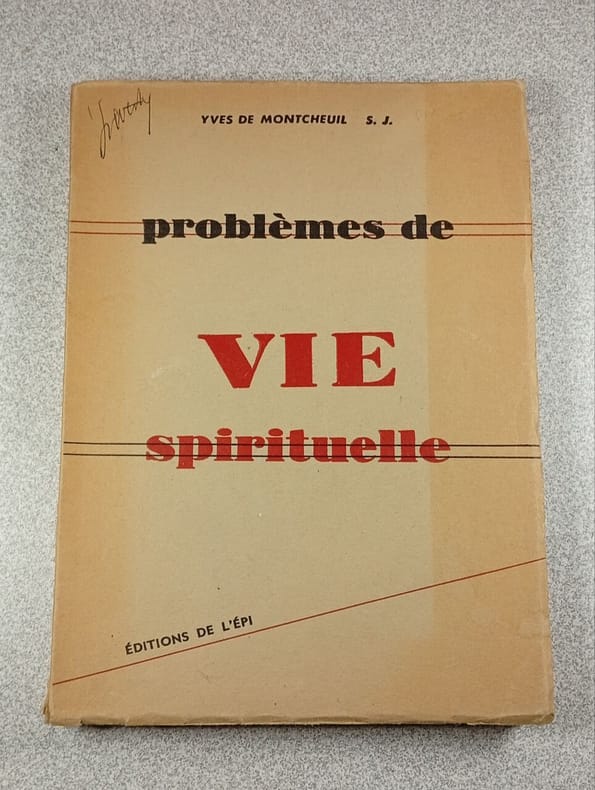 YVES DE MONTCHEUIL S. J.
problèmes de
VIE
spirituelle
ÉDITIONS DE L'ÉPI